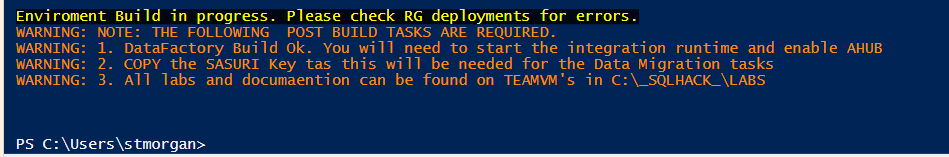 Enviroment Build in progress. Please check RG deployments for errors.
WARNING: NOTE: THE FOLLOWING  POST BUILD TASKS ARE REQUIRED.
WARNING: 1. DataFactory Build Ok. You will need to start the integration runtime and enable AHUB
WARNING: 2. COPY the SASURI Key tas this will be needed for the Data Migration tasks
WARNING: 3. All labs and documaention can be found on TEAMVM's in C:\_SQLHACK_\LABS
PS C:\Users\stmorgan>